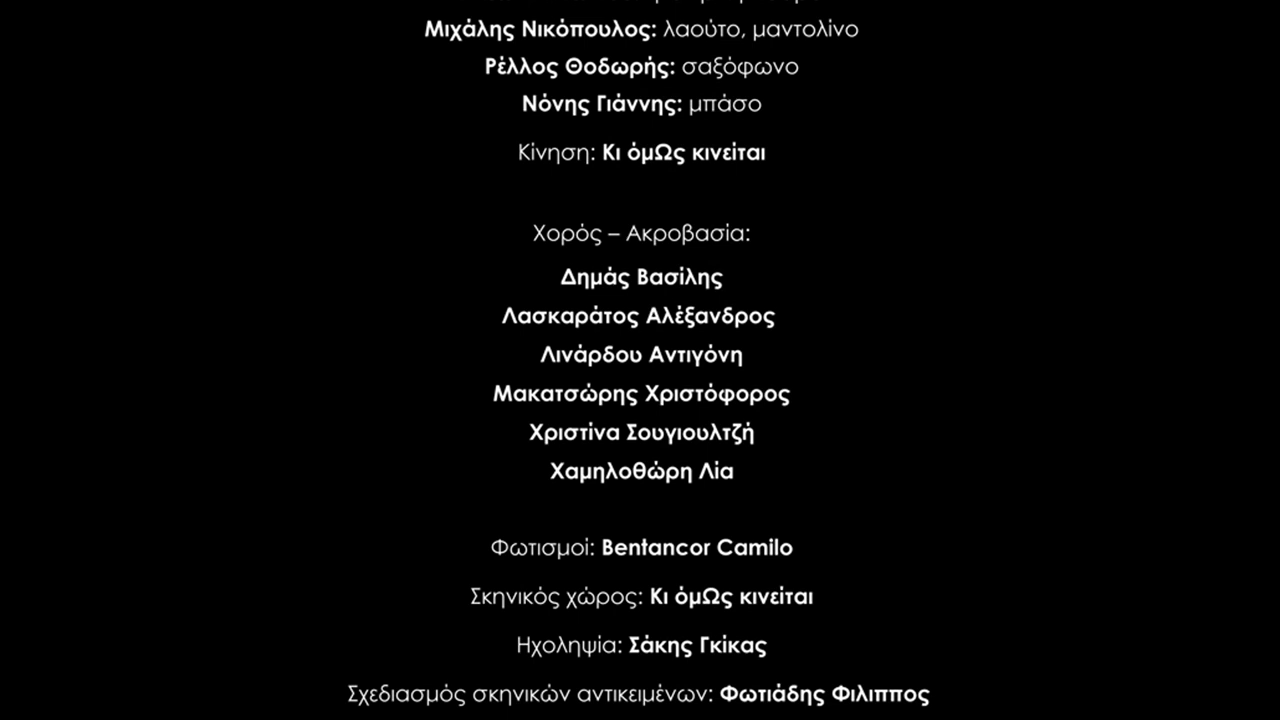 Μιχάλης Νικόπουλος: λαούτο, μαντολίνο
Ρέλλος Θοδωρής: σαξόφωνο
Νόνης Γιάννης: μπάσο
Κίνηση: Κι όμΩς κινείται
Χορός – Ακροβασία:
Δημάς Βασίλης
Λασκαράτος Αλέξανδρος
Λινάρδου Αντιγόνη
Μακατσώρης Χριστόφορος
Χριστίνα Σουγιουλτζή
Χαμηλοθώρη Λία
Φωτισμοί: Bentancor Camilo
Σκηνικός χώρος: Κι όμΩς κινείται
Ηχοληψία: Σάκης Γκίκας
Σχεδιασμός σκηνικών αντικειμένων: Φωτιάδης Φιλιππος